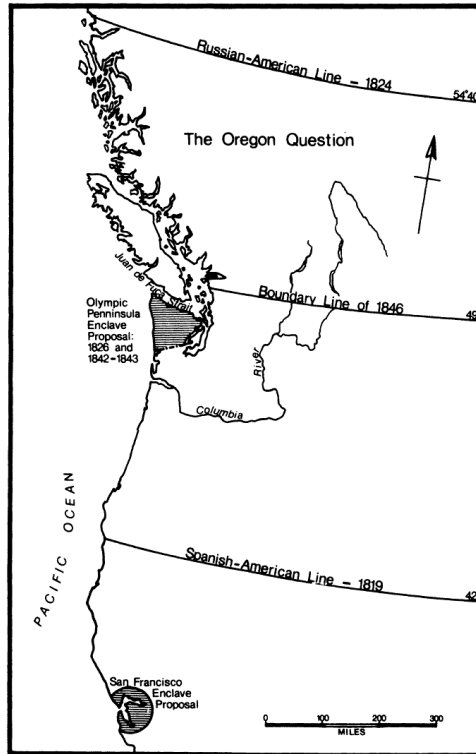 Russian-American Line – 1824
54°40
The Oregon Question
Juan de Fuca Strait
Boundary Line of 1846
49
Olympic
Penninsula
Enclave
Proposal:
1826 and
1842–1843
River
Columbia
PACIFIC OCEAN
Spanish-American Line – 1819
42
San Francisco
Enclave
Proposal
0 100 200 300
MILES